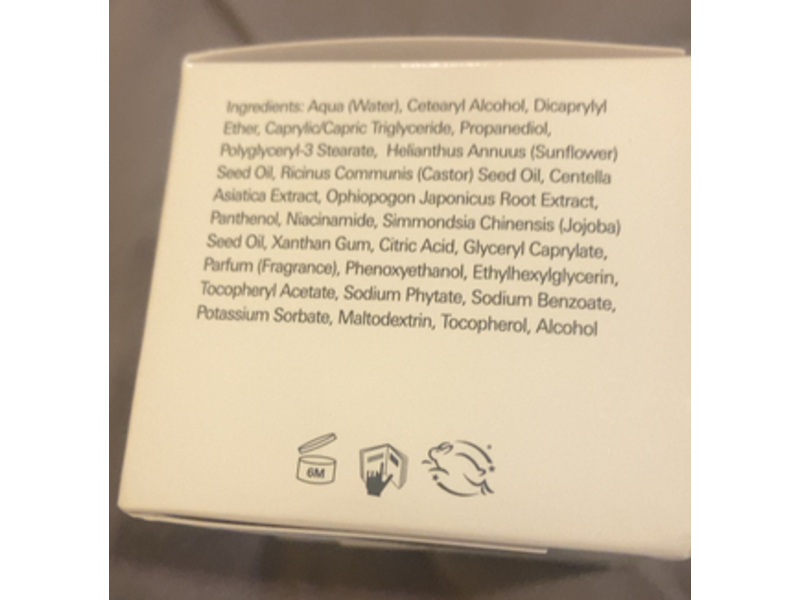 Ingredients: Aqua (Water), Cetearyl Alcohol, Dicaprylyl
Ether, Caprylic/Capric Triglyceride, Propanediol,
Polyglyceryl-3 Stearate, Helianthus Annuus (Sunflower)
Seed Oil, Ricinus Communis (Castor) Seed Oil, Centella
Asiatica Extract, Ophiopogon Japonicus Root Extract,
Panthenol, Niacinamide, Simmondsia Chinensis (Jojoba)
Seed Oil, Xanthan Gum, Citric Acid, Glyceryl Caprylate,
Parfum (Fragrance), Phenoxyethanol, Ethylhexylglycerin,
Tocopheryl Acetate, Sodium Phytate, Sodium Benzoate,
Potassium Sorbate, Maltodextrin, Tocopherol, Alcohol
6M